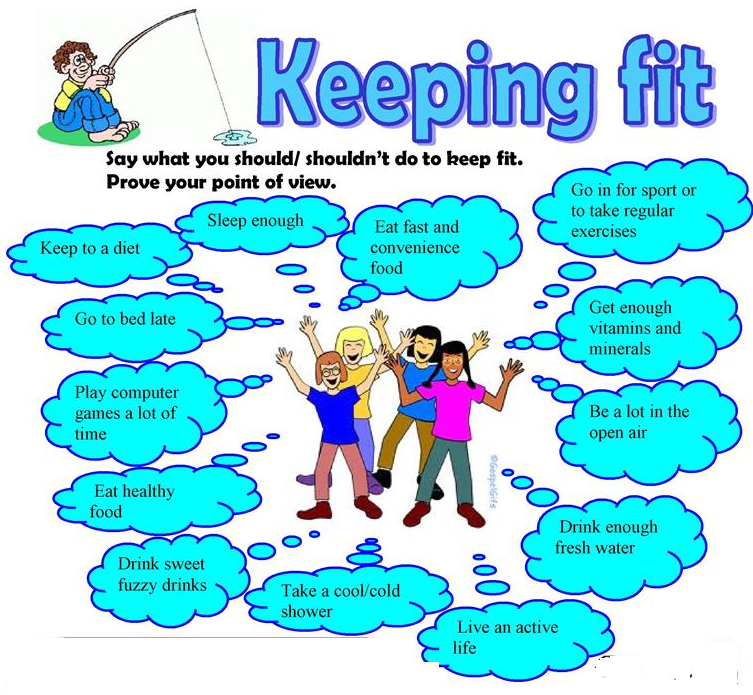 Keeping fit
Say what you should/ shouldn't do to keep fit.
Prove your point of view.
Keep to a diet
Sleep enough
Eat fast and
convenience
food
Go in for sport or
to take regular
exercises
Go to bed late
Get enough
vitamins and
minerals
Play computer
games a lot of
time
Be a lot in the
open air
Eat healthy
food
Drink enough
fresh water
Drink sweet
fuzzy drinks
Take a cool/cold
shower
Live an active
life
©GospelGifs